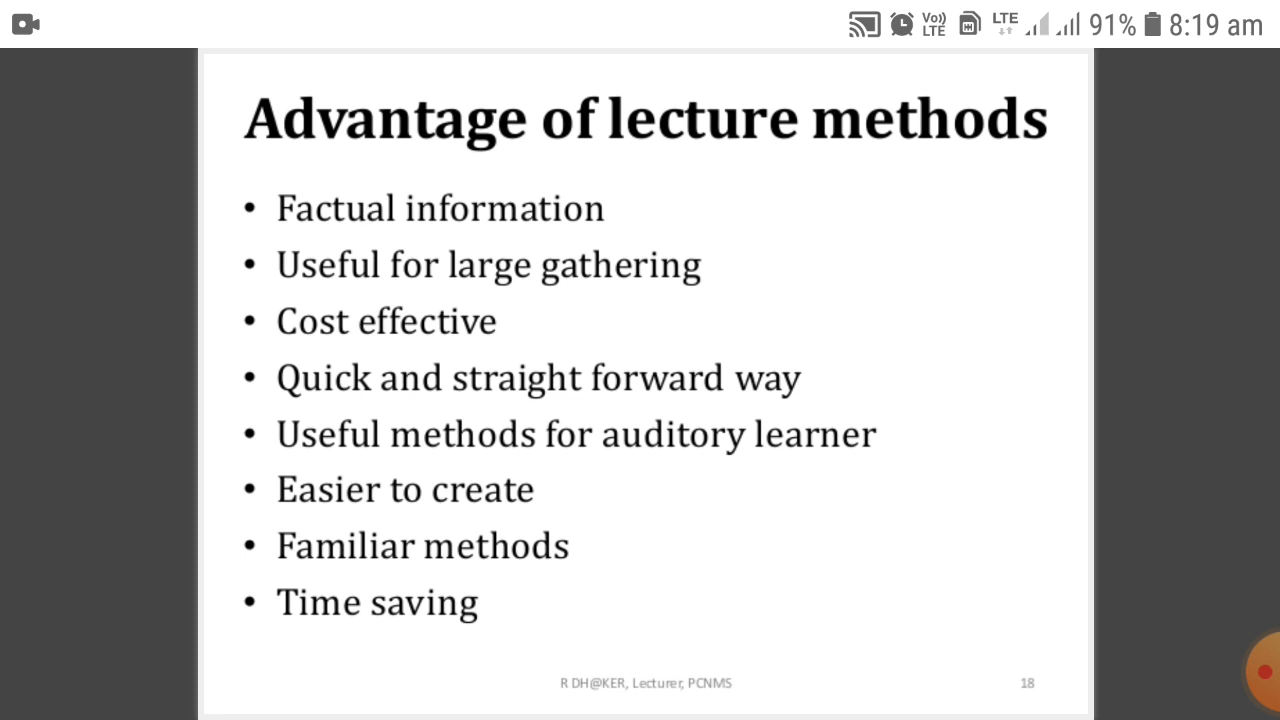 Vo)) LTE LTE 91% 8:19 am
Advantage of lecture methods
• Factual information
• Useful for large gathering
• Cost effective
• Quick and straight forward way
• Useful methods for auditory learner
• Easier to create
• Familiar methods
• Time saving
R DH@KER, Lecturer, PCNMS 18